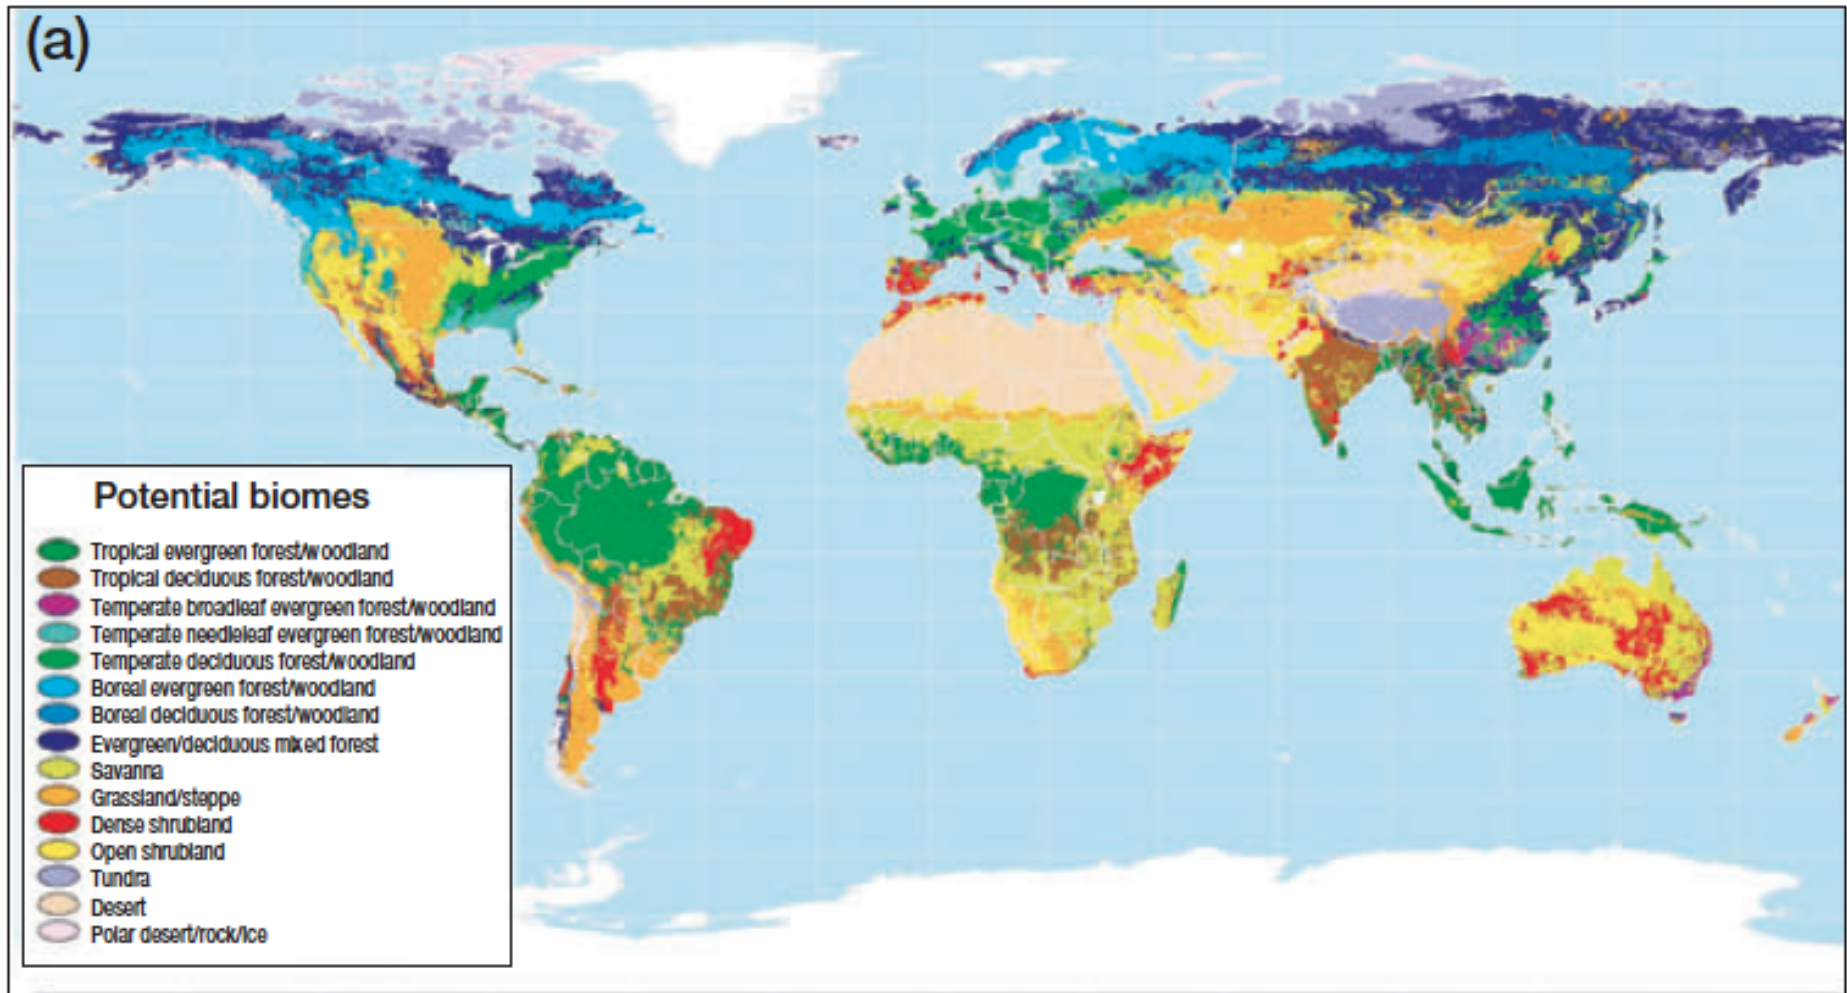 (a)
Potential biomes
Tropical evergreen forest/woodland
Tropical deciduous forest/woodland
Temperate broadleaf evergreen forest/woodland
Temperate needleleaf evergreen forest/woodland
Temperate deciduous forest/woodland
Boreal evergreen forest/woodland
Boreal deciduous forest/woodland
Evergreen/deciduous mixed forest
Savanna
Grassland/steppe
Dense shrubland
Open shrubland
Tundra
Desert
Polar desert/rock/ice